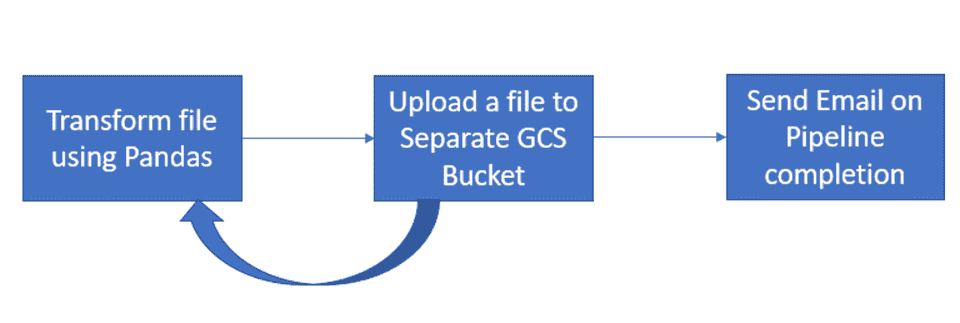 Transform file
using Pandas
Upload a file to
Separate GCS
Bucket
Send Email on
Pipeline
completion